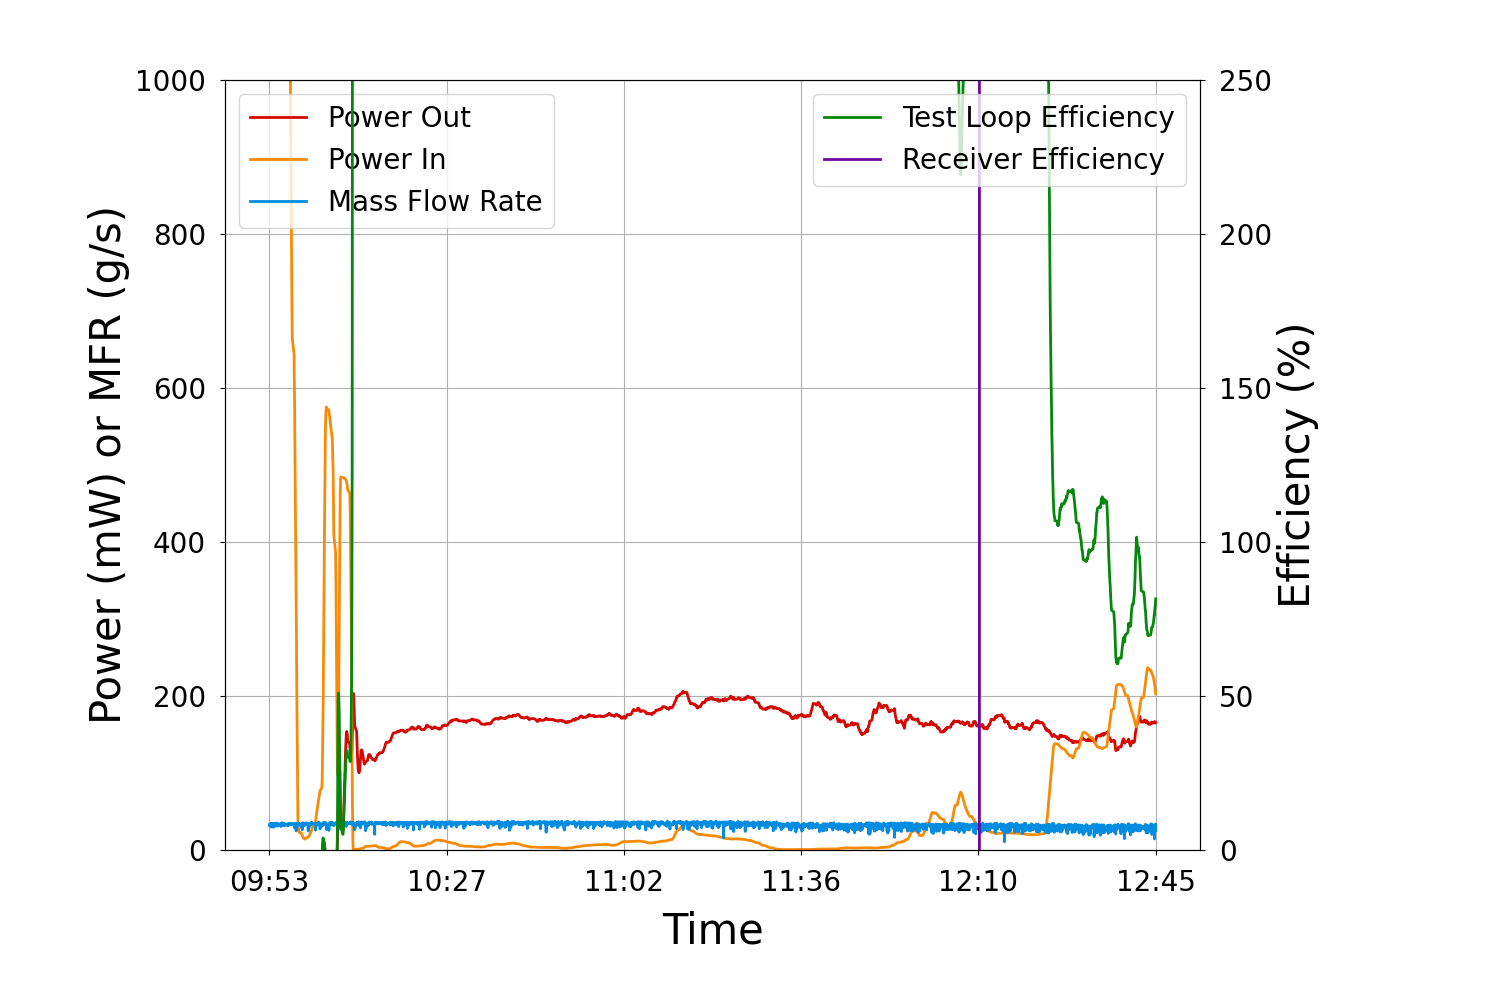 1000
800
600
400
200
0
Power (mW) or MFR (g/s)
Power Out
Power In
Mass Flow Rate
Test Loop Efficiency
Receiver Efficiency
250
200
150
100
50
0
Efficiency (%)
09:53 10:27 11:02 11:36 12:10 12:45
Time